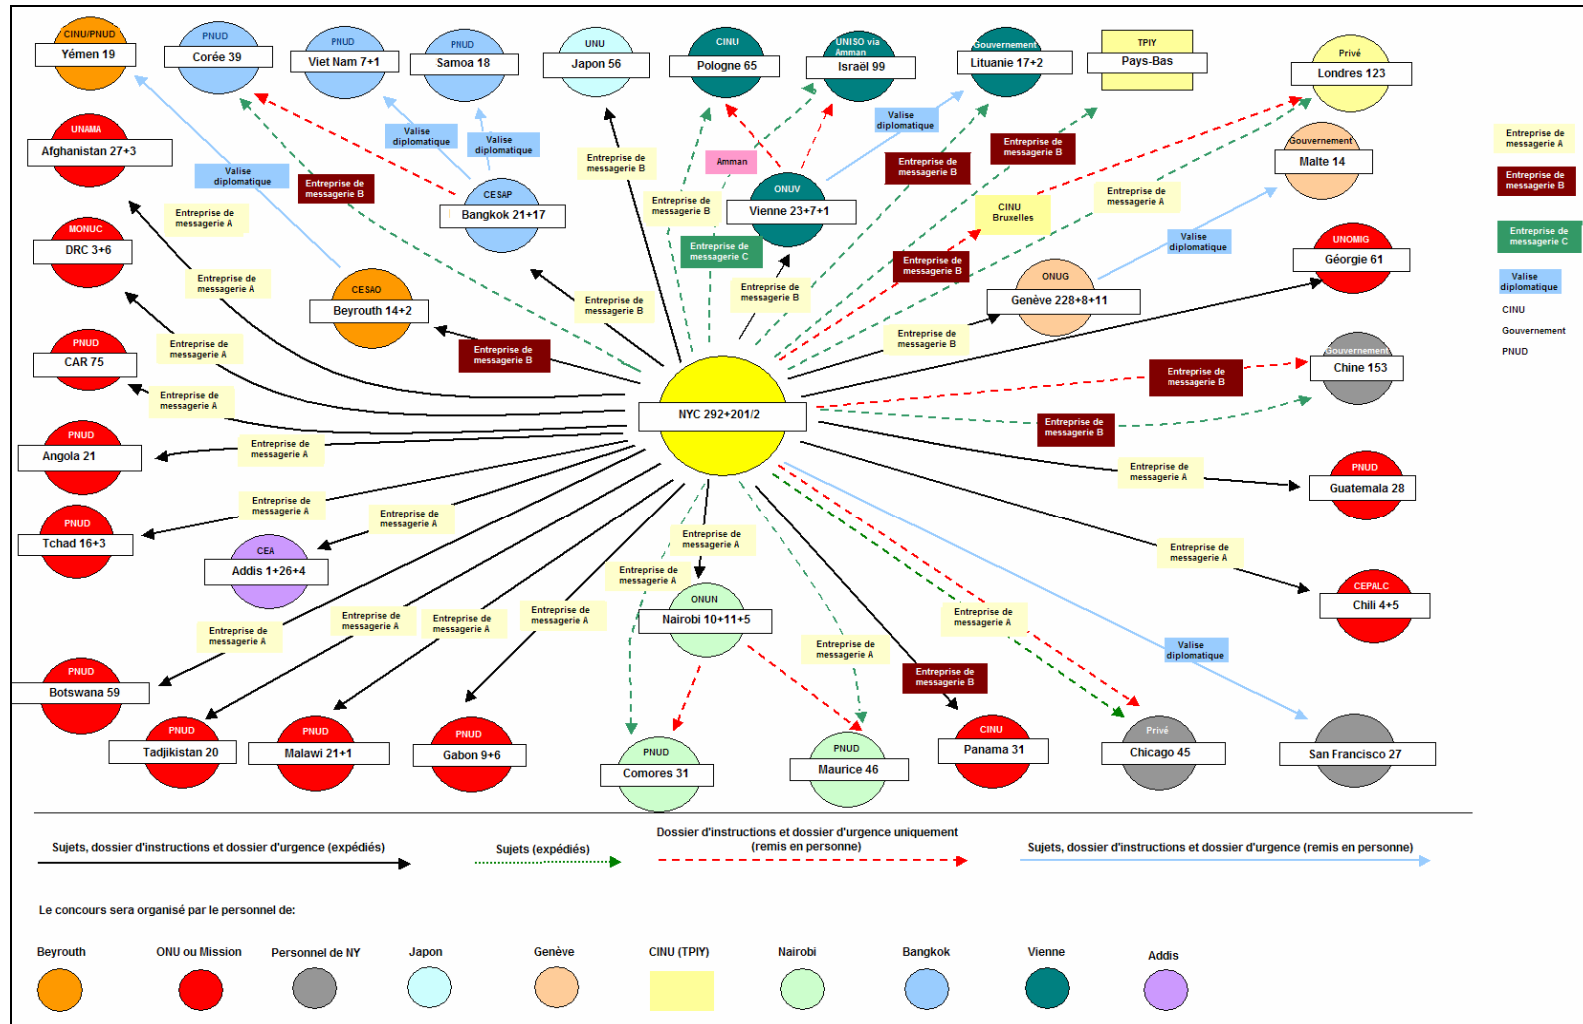 CINU/PNUD
Yémen 19
PNUD
Corée 39
PNUD
Viet Nam 7+1
PNUD
Samoa 18
UNU
Japon 56
CINU
Pologne 65
UNISO via
Amman
Israël 99
Gouvernement
Lituanie 17+2
TPIY
Pays-Bas
Privé
Londres 123
UNAMA
Afghanistan 27+3
Valise
diplomatique
Valise
diplomatique
Valise
diplomatique
Valise
diplomatique
Entreprise de
messagerie B
Amman
Entreprise de
messagerie B
Entreprise de
messagerie B
Gouvernement
Malte 14
Entreprise de
messagerie A
Entreprise de
messagerie B
Entreprise de
messagerie C
Valise
diplomatique
CINU
Gouvernement
PNUD
Entreprise de
messagerie B
CESAP
Bangkok 21+17
Entreprise de
messagerie B
ONUV
Vienne 23+7+1
Entreprise de
messagerie A
CINU
Bruxelles
Entreprise de
messagerie A
MONUC
DRC 3+6
Entreprise de
messagerie C
Entreprise de
messagerie B
Valise
diplomatique
UNOMIG
Géorgie 61
Entreprise de
messagerie A
CESAO
Beyrouth 14+2
Entreprise de
messagerie B
Entreprise de
messagerie B
ONUG
Genève 228+8+11
Entreprise de
messagerie B
Entreprise de
messagerie A
PNUD
CAR 75
Entreprise de
messagerie B
Entreprise de
messagerie A
Gouvernement
Chine 153
Entreprise de
messagerie B
NYC 292+201/2
Entreprise de
messagerie B
PNUD
Angola 21
Entreprise de
messagerie A
Entreprise de
messagerie A
PNUD
Guatemala 28
Entreprise de
messagerie A
PNUD
Tchad 16+3
Entreprise de
messagerie A
CEA
Addis 1+26+4
Entreprise de
messagerie A
Entreprise de
messagerie A
Entreprise de
messagerie A
CEPALC
Chili 4+5
ONUN
Nairobi 10+11+5
Entreprise de
messagerie A
Entreprise de
messagerie A
Entreprise de
messagerie A
Entreprise de
messagerie A
Entreprise de
messagerie A
Entreprise de
messagerie A
Valise
diplomatique
Entreprise de
messagerie B
PNUD
Botswana 59
PNUD
Tadjikistan 20
PNUD
Malawi 21+1
PNUD
Gabon 9+6
PNUD
Comores 31
PNUD
Maurice 46
CINU
Panama 31
Privé
Chicago 45
San Francisco 27
Sujets, dossier d'instructions et dossier d'urgence (expédiés)
Sujets (expédiés)
Dossier d'instructions et dossier d'urgence uniquement
(remis en personne)
Sujets, dossier d'instructions et dossier d'urgence (remis en personne)
Le concours sera organisé par le personnel de:
Beyrouth
ONU ou Mission
Personnel de NY
Japon
Genève
CINU (TPIY)
Nairobi
Bangkok
Vienne
Addis